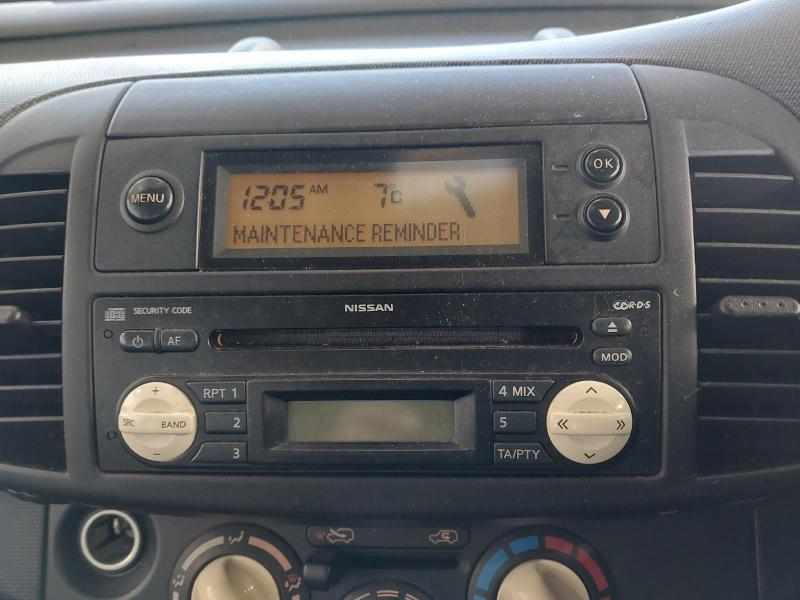 MENU
12:05 AM 7°C
MAINTENANCE REMINDER
OK
SECURITY CODE
NISSAN
RDS
AF
MOD
RPT 1
4 MIX
SRC BAND
2
5
3
TA/PTY